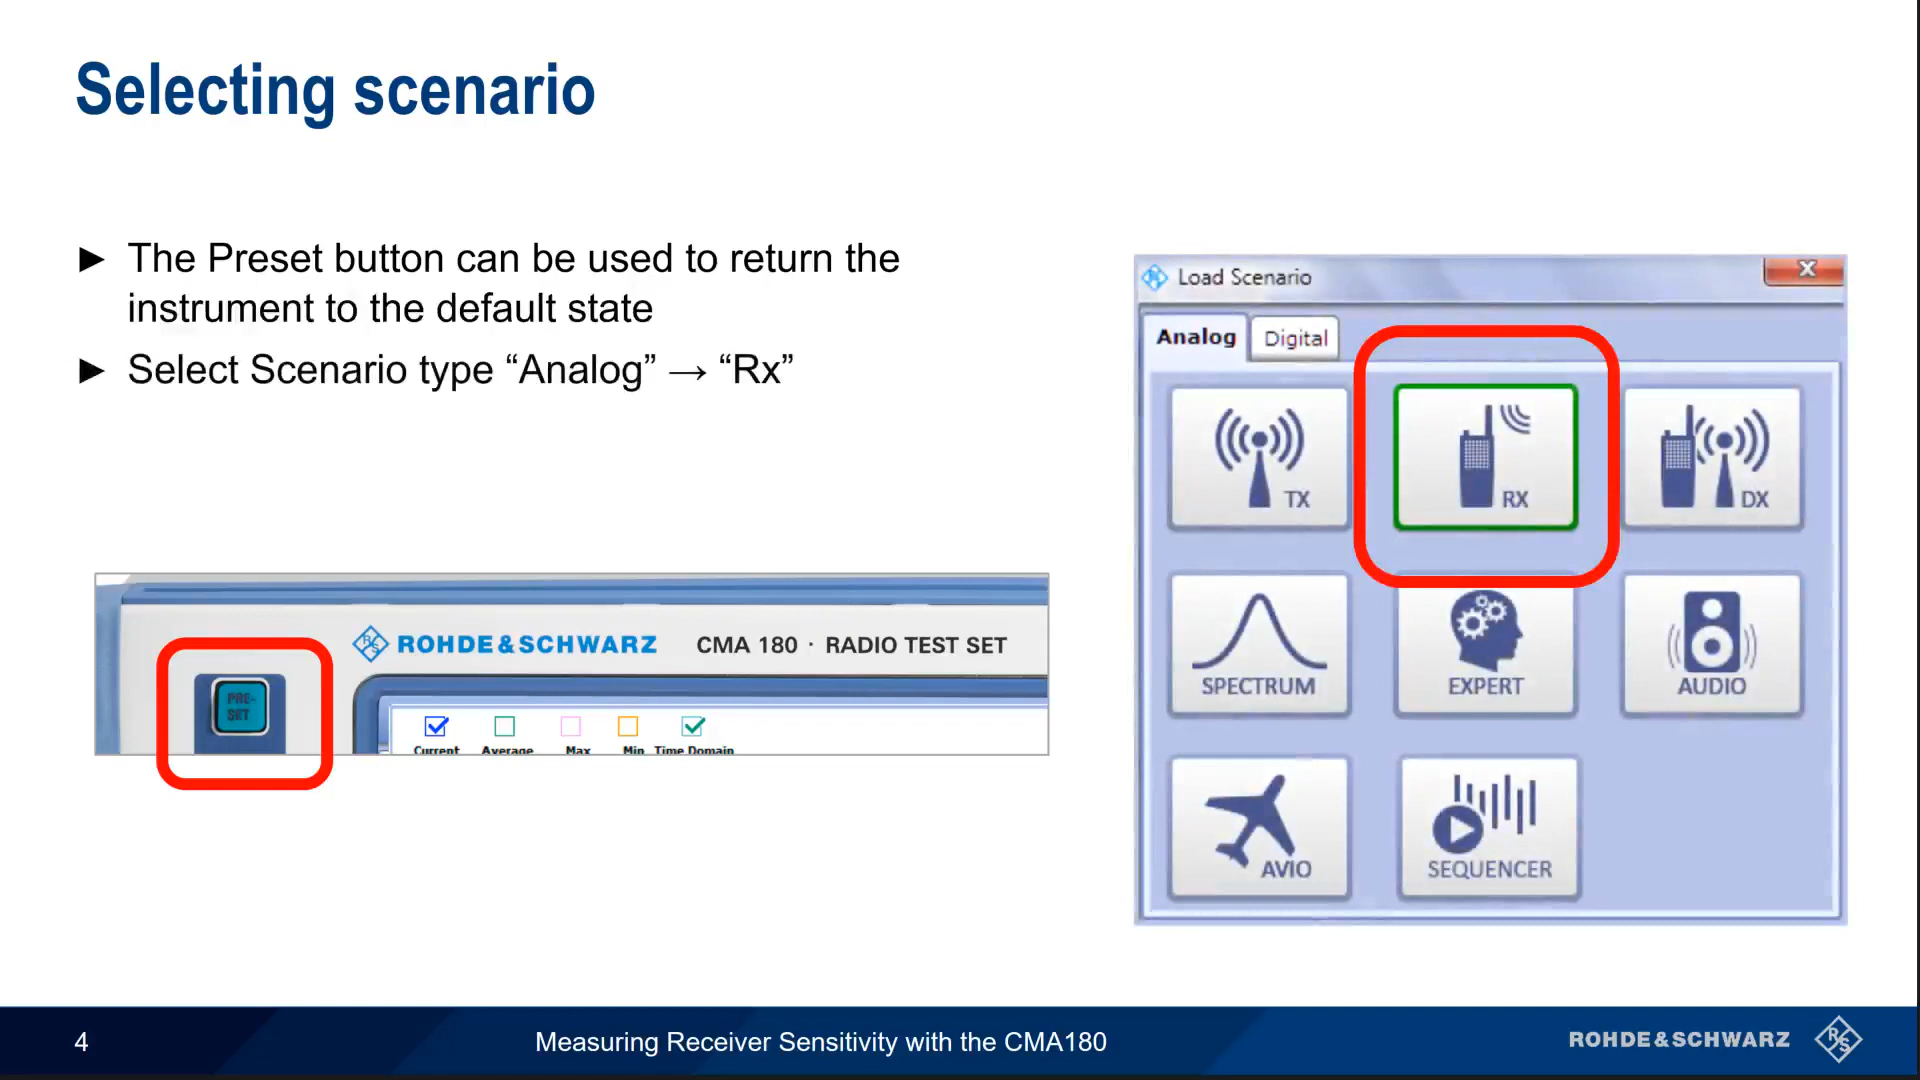 Selecting scenario
► The Preset button can be used to return the
instrument to the default state
► Select Scenario type “Analog” → “Rx”
ROHDE&SCHWARZ CMA 180 · RADIO TEST SET
PRE-
SET
Current Average Max Min Time Domain
Load Scenario
Analog Digital
TX RX DX
SPECTRUM EXPERT AUDIO
AVIO SEQUENCER
4 Measuring Receiver Sensitivity with the CMA180 ROHDE&SCHWARZ